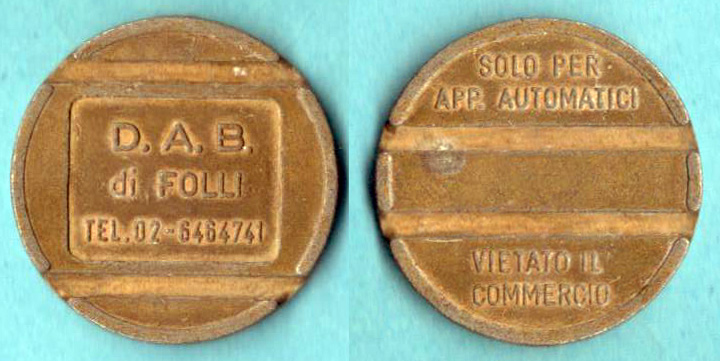 D. A. B.
di FOLLI
TEL. 02-6464741
SOLO PER
APP. AUTOMATICI
VIETATO IL
COMMERCIO